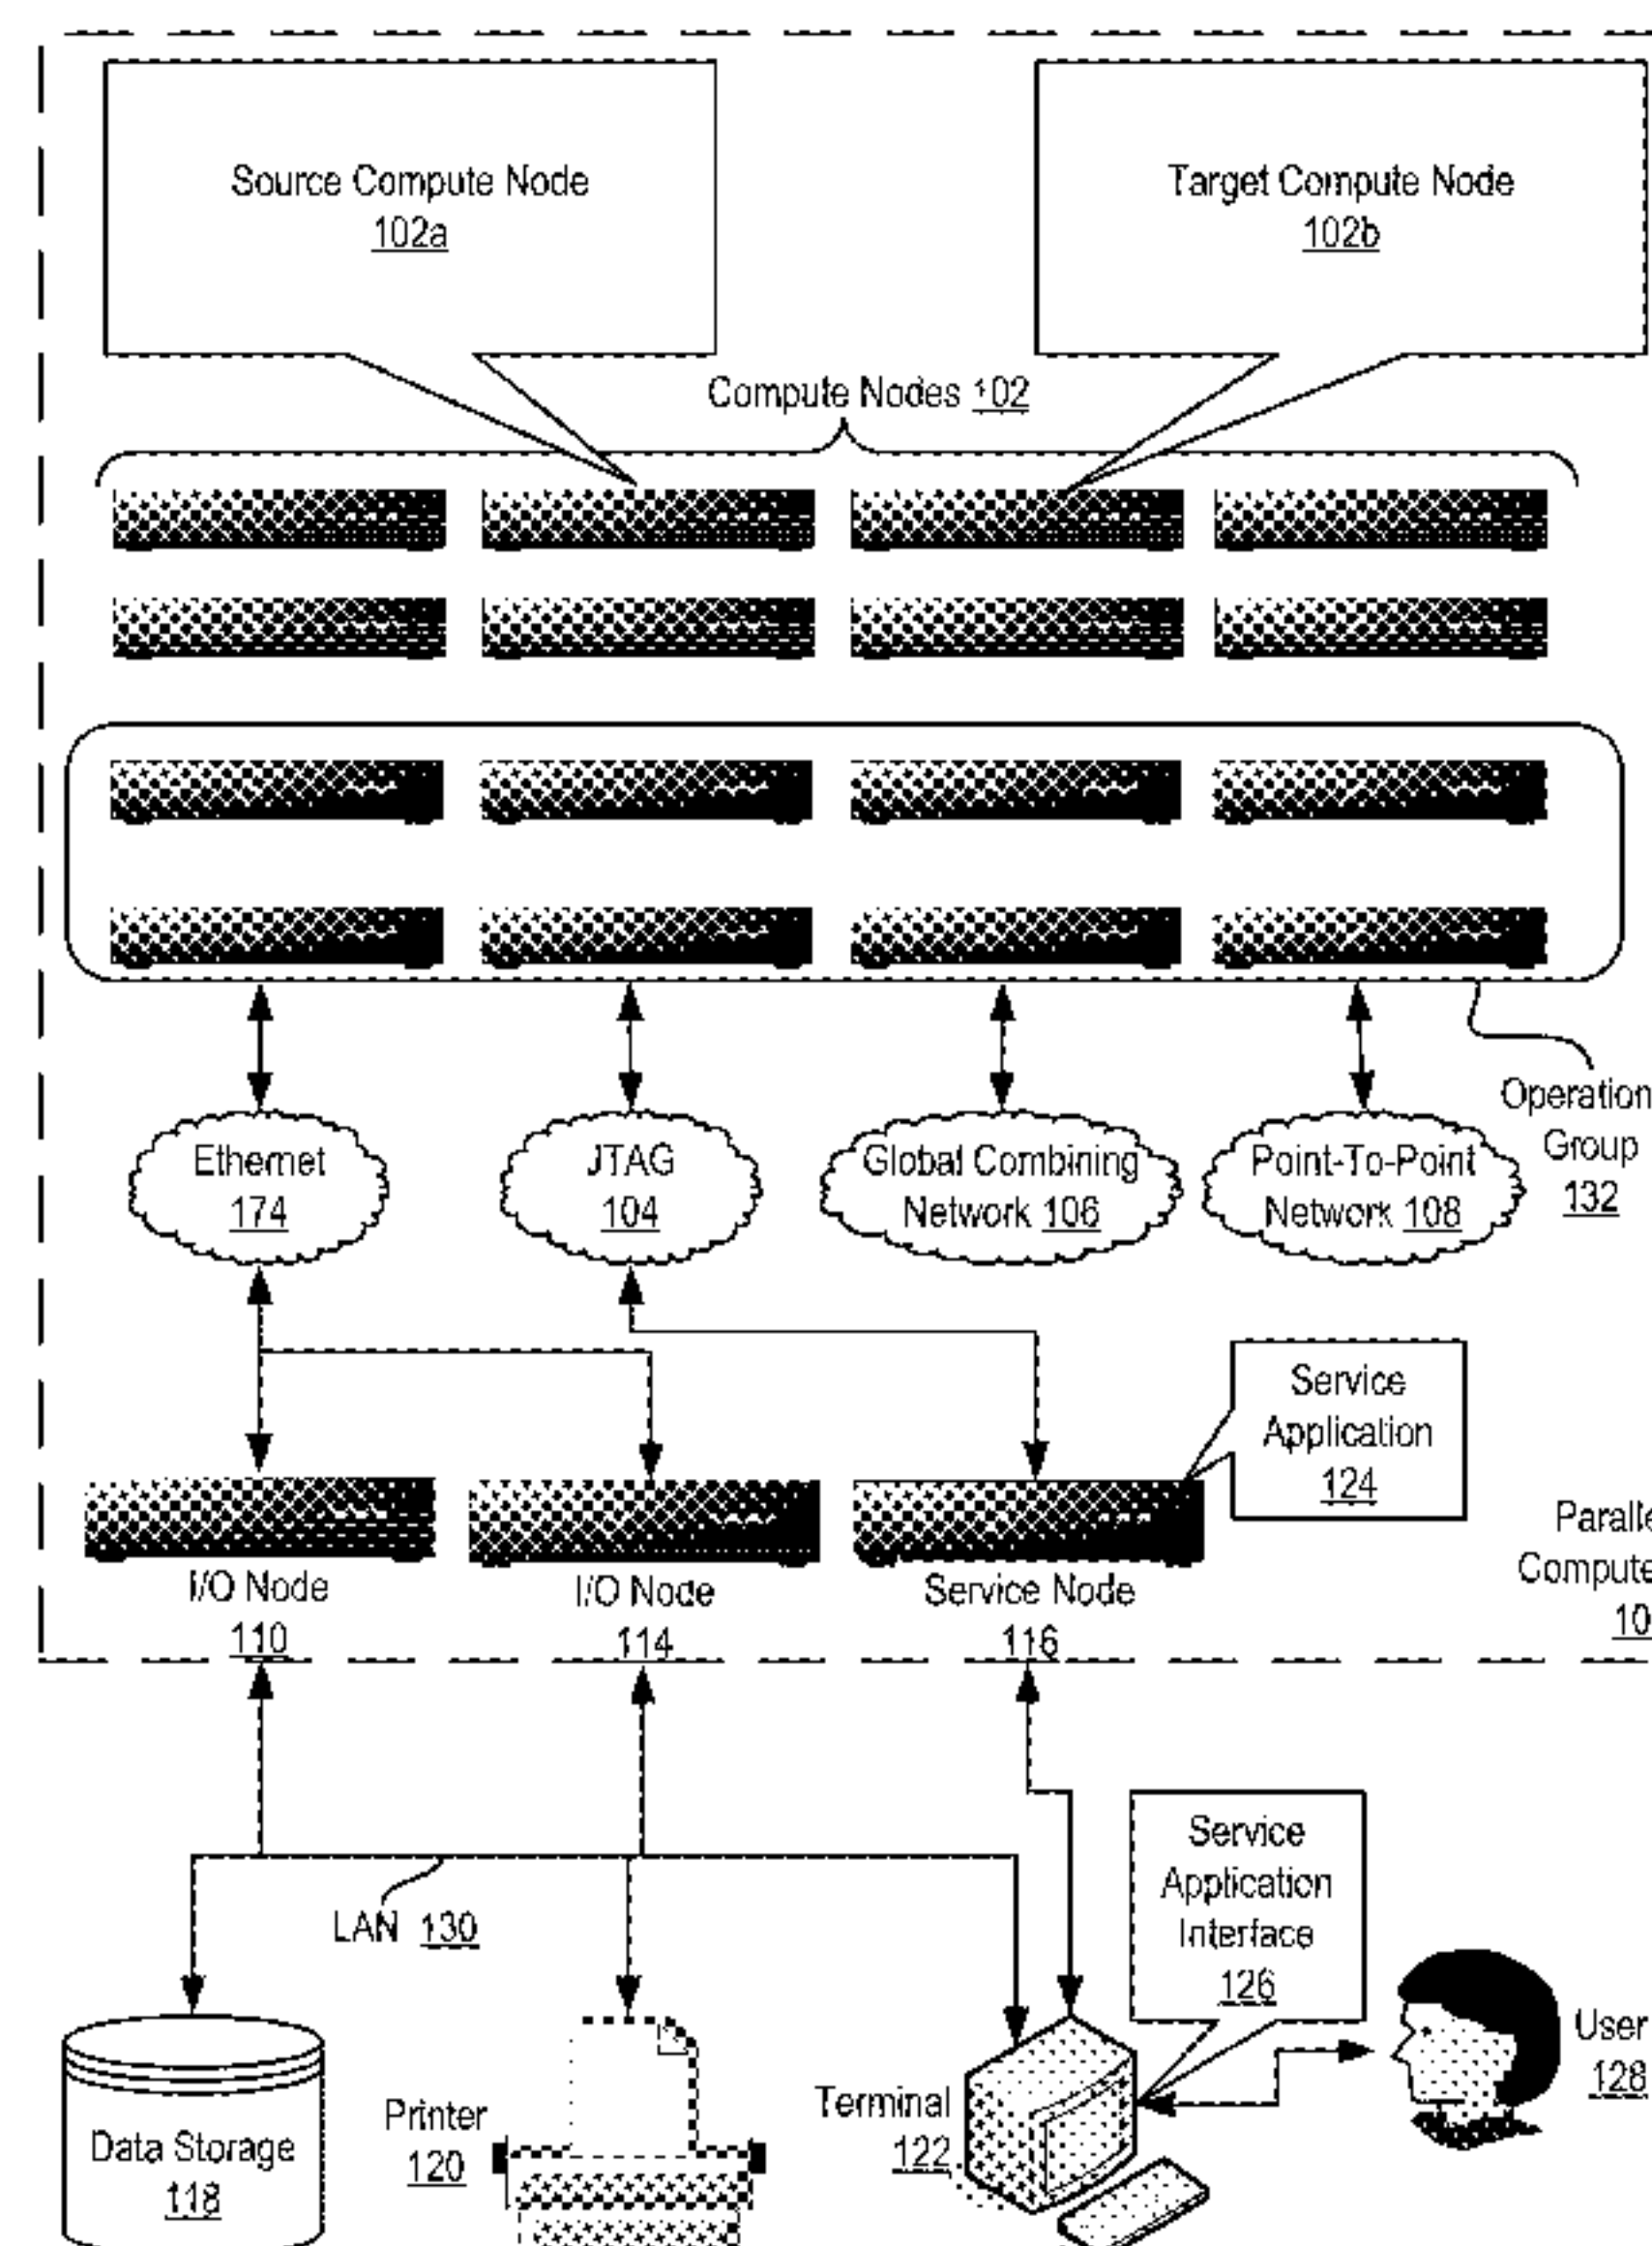 Source Compute Node
102a
Target Compute Node
102b
Compute Nodes 102
Operation
Group
132
Ethernet
174
JTAG
104
Global Combining
Network 106
Point-To-Point
Network 108
Service
Application
124
I/O Node
110
I/O Node
114
Service Node
116
Service
Application
Interface
126
LAN 130
User
128
Data Storage
118
Printer
120
Terminal
122